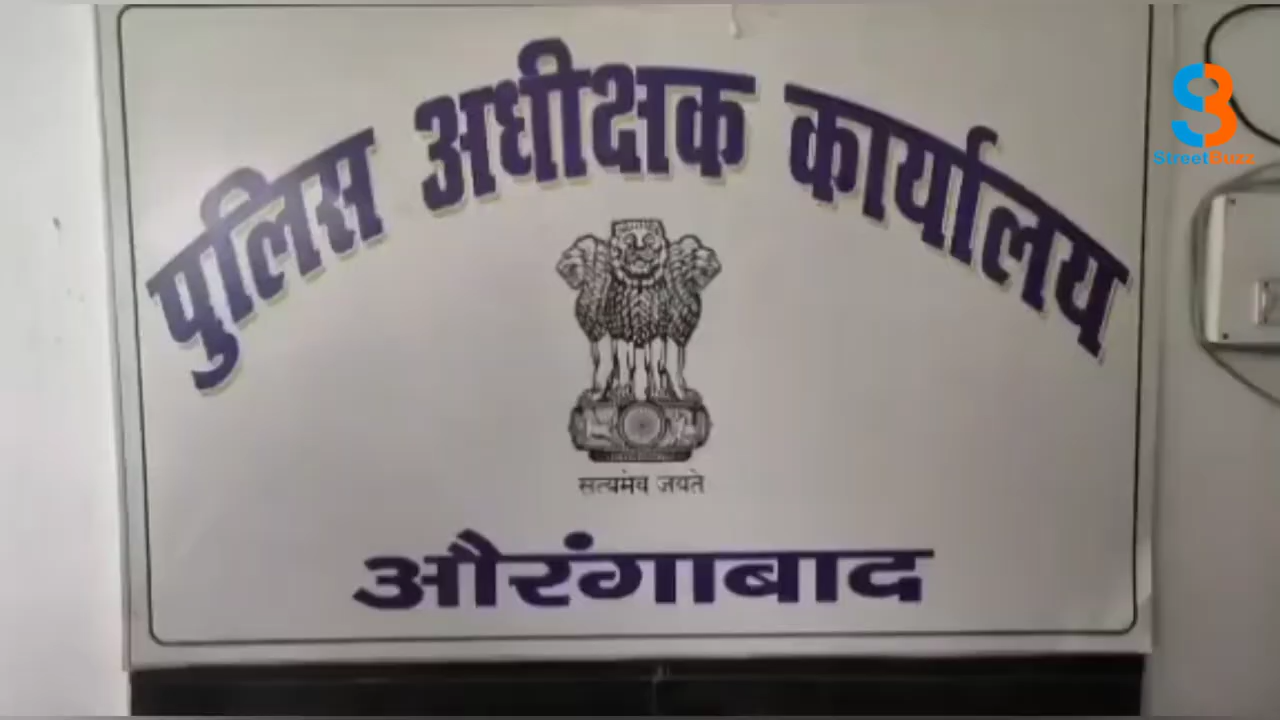 पुलिस अधीक्षक कार्यालय
StreetBuzz
सत्यमेव जयते
औरंगाबाद